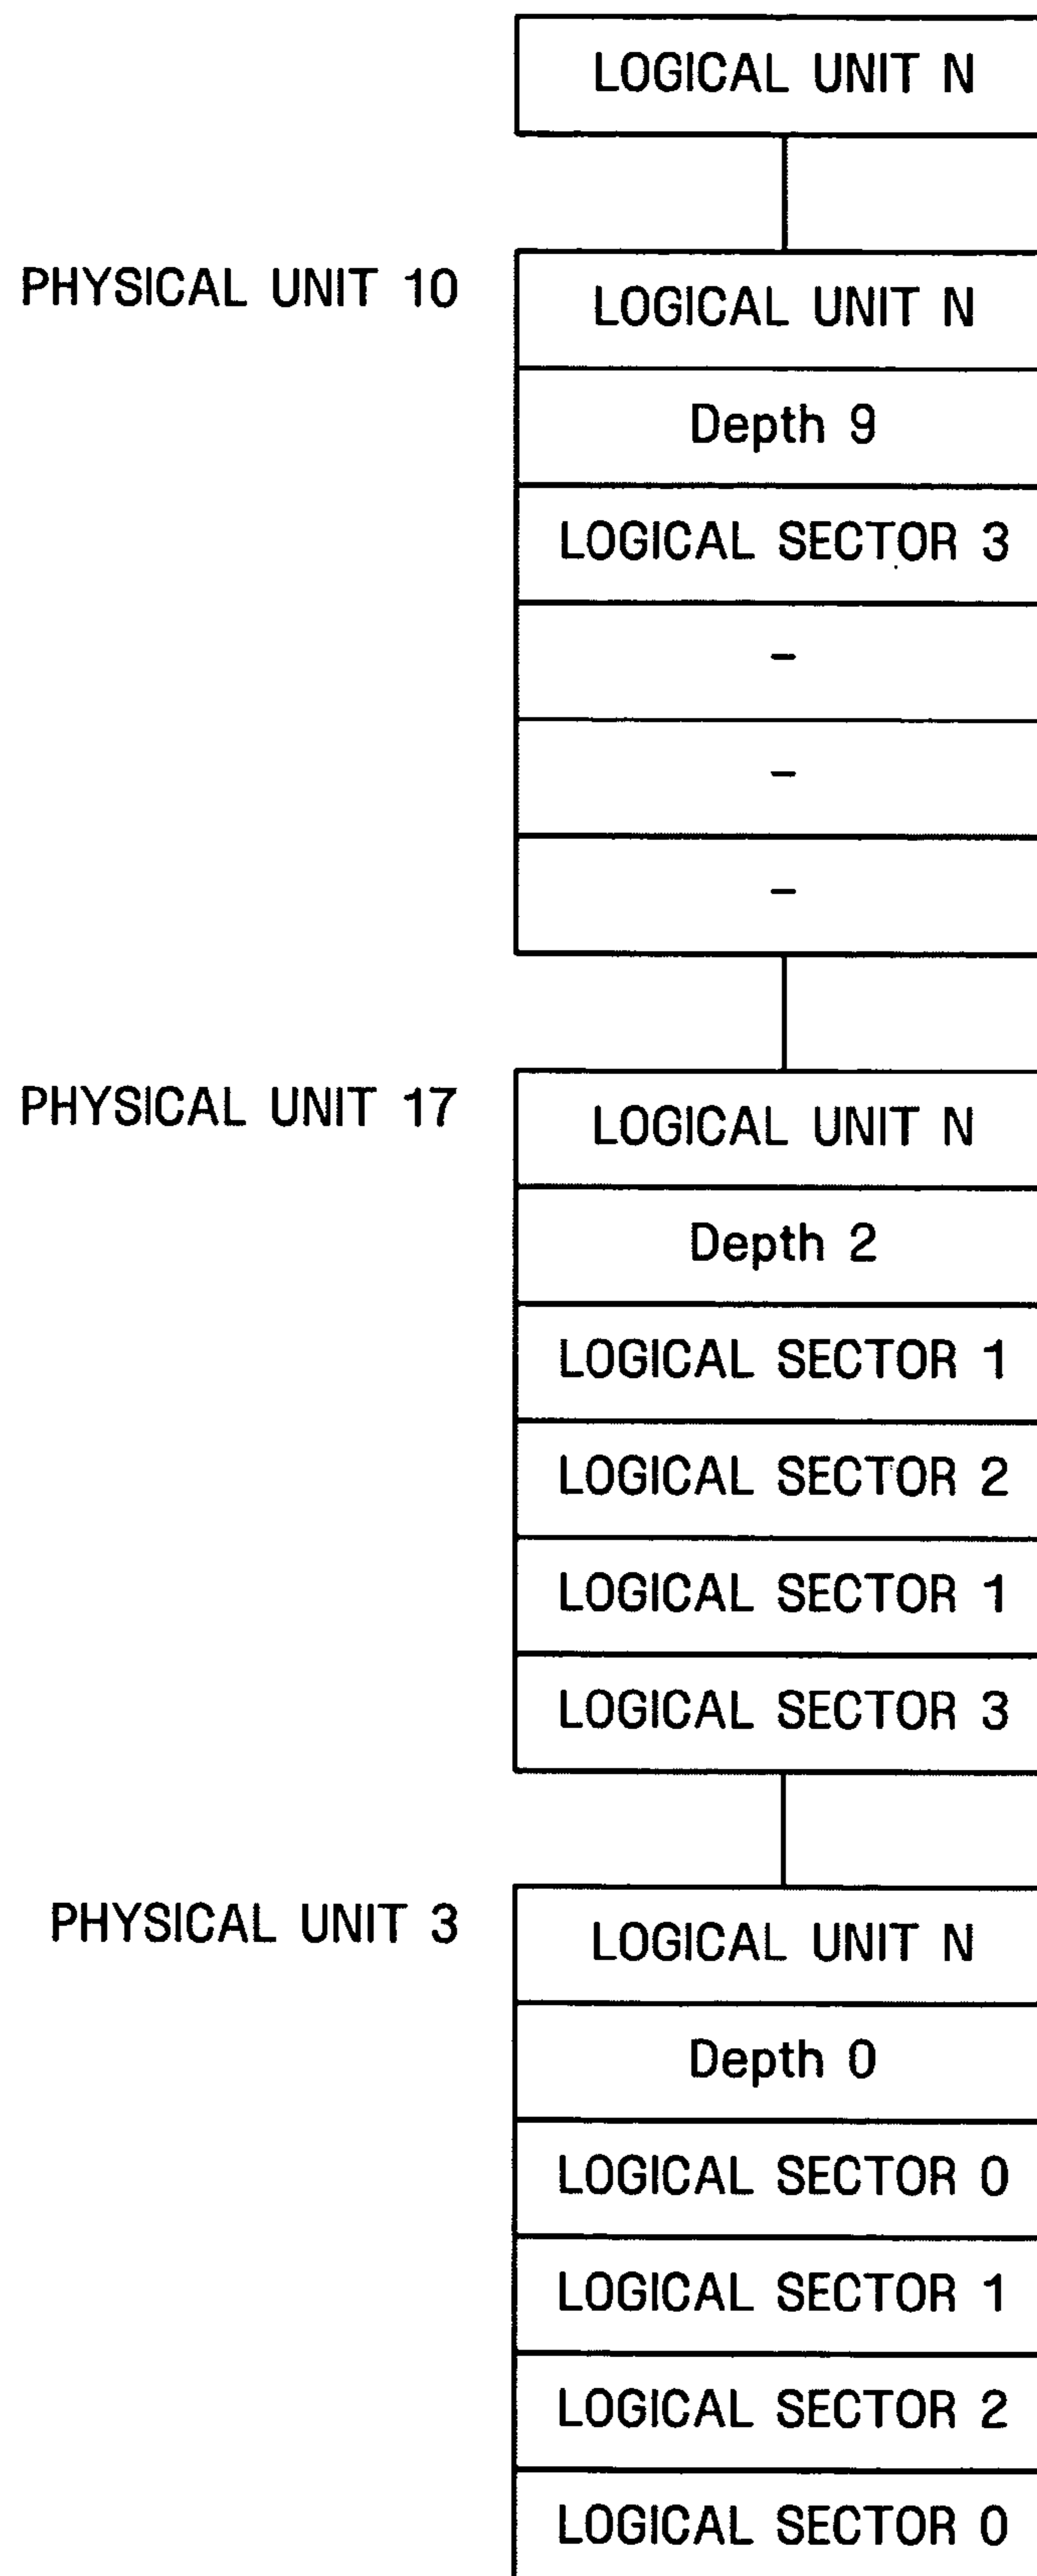 LOGICAL UNIT N
PHYSICAL UNIT 10
LOGICAL UNIT N
Depth 9
LOGICAL SECTOR 3
-
-
-
PHYSICAL UNIT 17
LOGICAL UNIT N
Depth 2
LOGICAL SECTOR 1
LOGICAL SECTOR 2
LOGICAL SECTOR 1
LOGICAL SECTOR 3
PHYSICAL UNIT 3
LOGICAL UNIT N
Depth 0
LOGICAL SECTOR 0
LOGICAL SECTOR 1
LOGICAL SECTOR 2
LOGICAL SECTOR 0